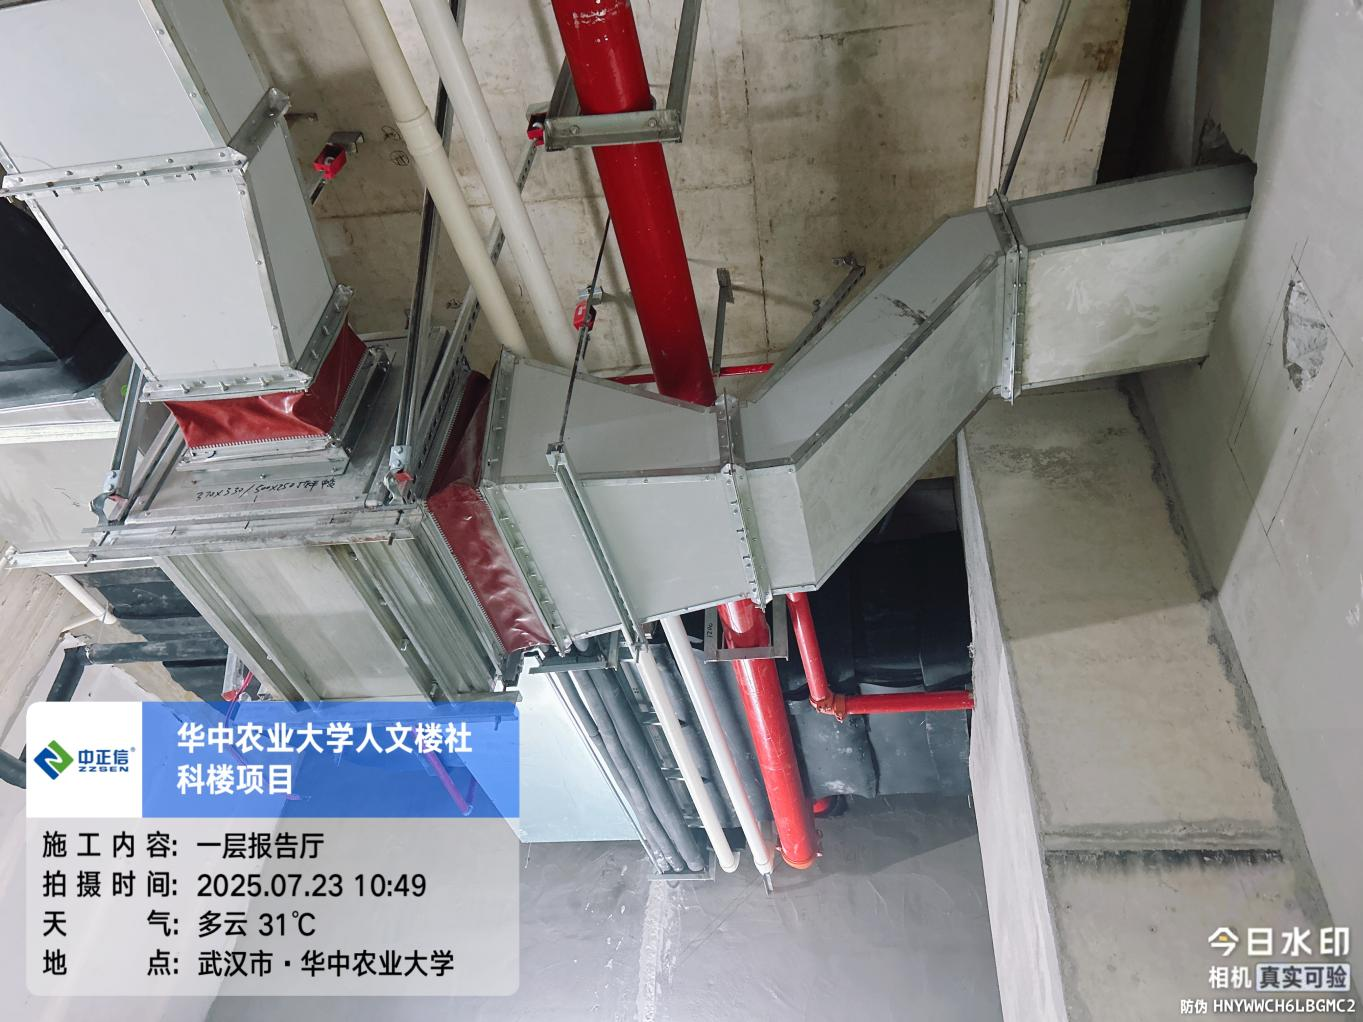 370X330/500X250
1210
中正信®
ZZSEN
华中农业大学人文楼社
科楼项目
施工内容: 一层报告厅
拍摄时间: 2025.07.23 10:49
天气: 多云 31℃
地点: 武汉市·华中农业大学
今日水印
相机 真实可验
防伪 HNYWWCH6LBGMC2